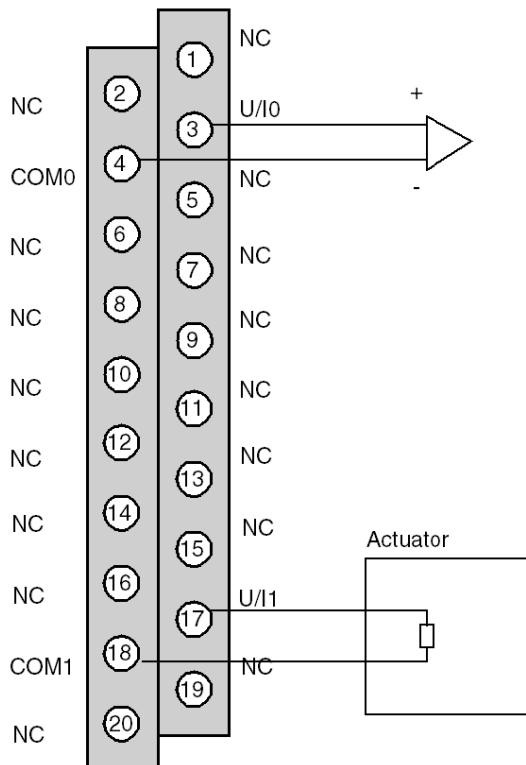 NC
1
2
+
NC
U/I0
3
4
COM0
NC
-
5
6
NC
7
NC
8
NC
9
NC
10
NC
11
NC
12
NC
13
NC
14
NC
NC
15
Actuator
16
NC
U/I1
17
18
COM1
NC
19
20
NC